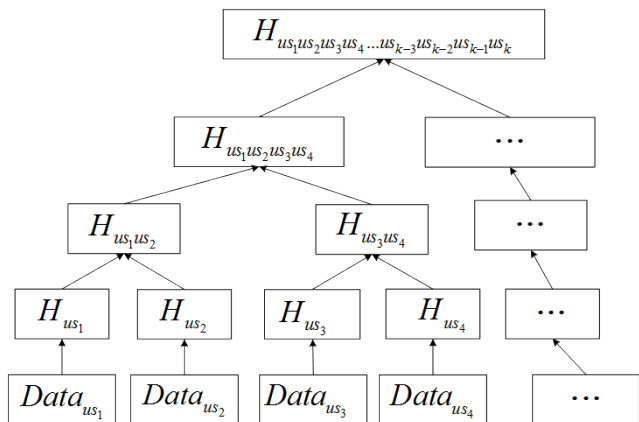 H_{us_1us_2us_3us_4...us_{k-3}us_{k-2}us_{k-1}us_k}
H_{us_1us_2us_3us_4} ...
H_{us_1us_2} H_{us_3us_4} ...
H_{us_1} H_{us_2} H_{us_3} H_{us_4} ...
Data_{us_1} Data_{us_2} Data_{us_3} Data_{us_4} ...